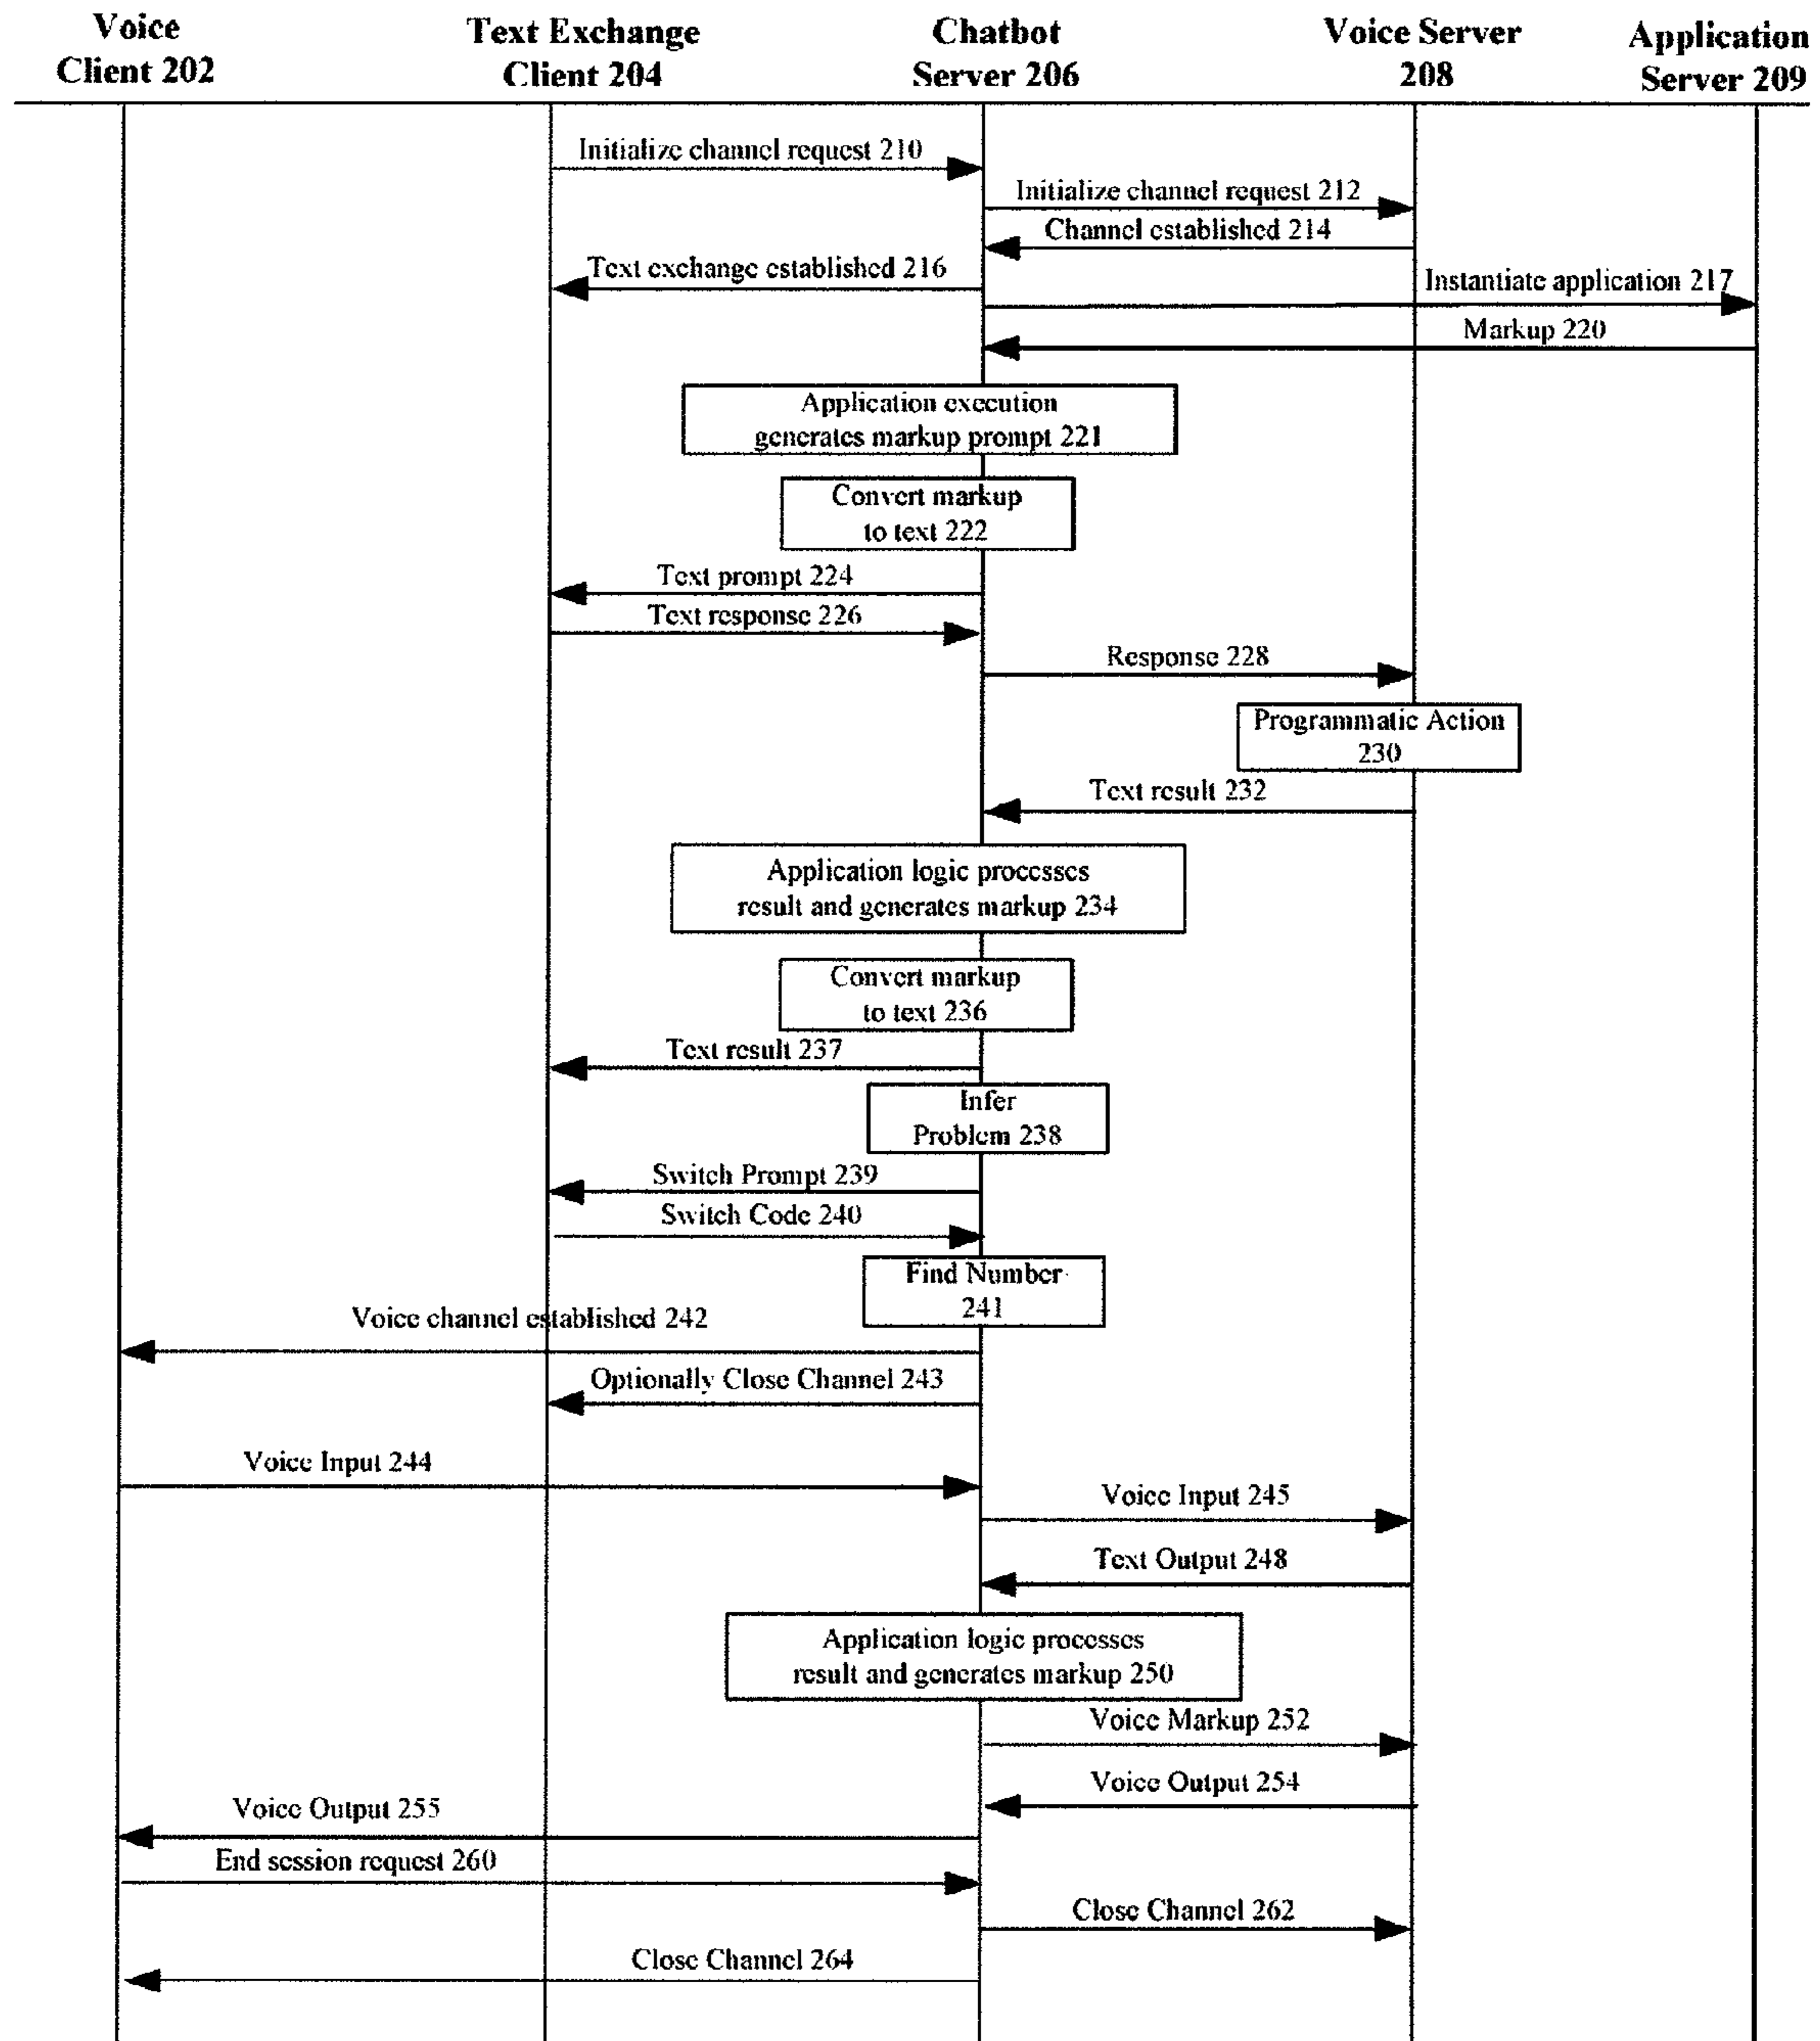 Voice
Client 202
Text Exchange
Client 204
Chatbot
Server 206
Voice Server
208
Application
Server 209
Initialize channel request 210
Initialize channel request 212
Channel established 214
Text exchange established 216
Instantiate application 217
Markup 220
Application execution
generates markup prompt 221
Convert markup
to text 222
Text prompt 224
Text response 226
Response 228
Programmatic Action
230
Text result 232
Application logic processes
result and generates markup 234
Convert markup
to text 236
Text result 237
Infer
Problem 238
Switch Prompt 239
Switch Code 240
Find Number
241
Voice channel established 242
Optionally Close Channel 243
Voice Input 244
Voice Input 245
Text Output 248
Application logic processes
result and generates markup 250
Voice Markup 252
Voice Output 254
Voice Output 255
End session request 260
Close Channel 262
Close Channel 264